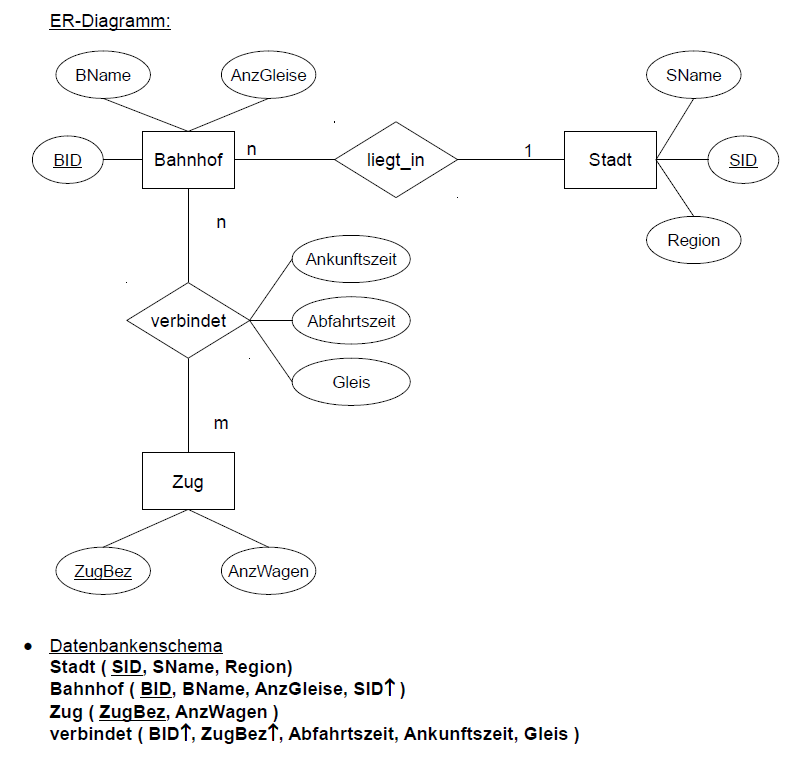 ER-Diagramm:
BName
AnzGleise
SName
BID
Bahnhof
n
liegt_in
1
Stadt
SID
n
Region
Ankunftszeit
verbindet
Abfahrtszeit
Gleis
m
Zug
ZugBez
AnzWagen
• Datenbankenschema
Stadt ( SID, SName, Region)
Bahnhof ( BID, BName, AnzGleise, SID↑ )
Zug ( ZugBez, AnzWagen )
verbindet ( BID↑, ZugBez↑, Abfahrtszeit, Ankunftszeit, Gleis )